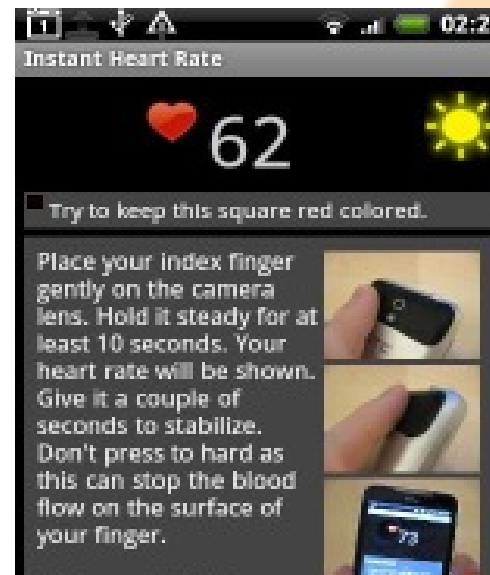 1
Instant Heart Rate
62
Try to keep this square red colored.
Place your index finger
gently on the camera
lens. Hold it steady for at
least 10 seconds. Your
heart rate will be shown.
Give it a couple of
seconds to stabilize.
Don't press to hard as
this can stop the blood
flow on the surface of
your finger.
73